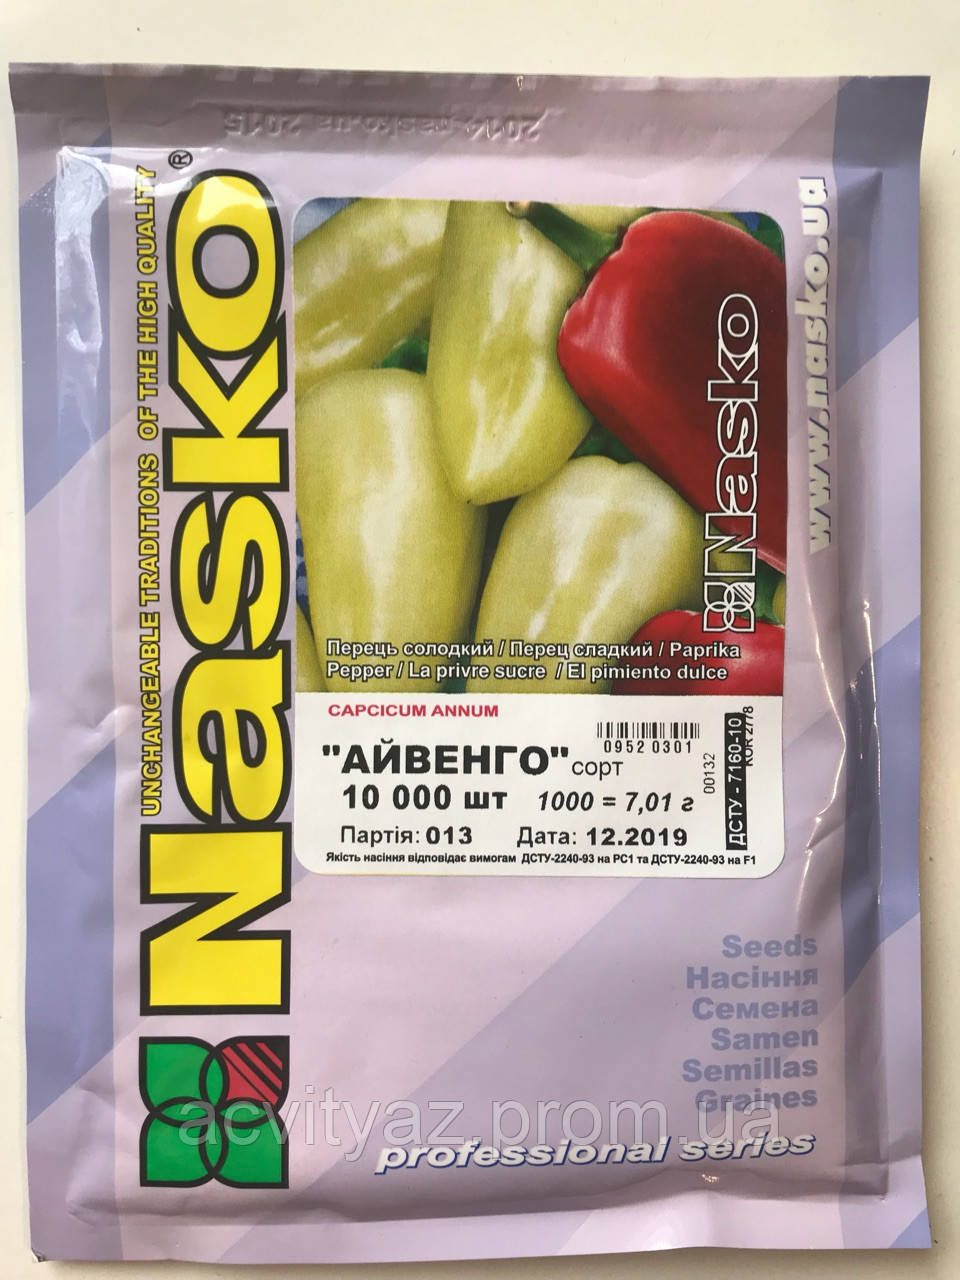 2014 nasko.ua 2015
UNCHANGEABLE TRADITIONS OF THE HIGH QUALITY
Nasko®
www.nasko.ua
Nasko
Перець солодкий / Перец сладкий / Paprika
Pepper / La privre sucre / El pimiento dulce
CAPCICUM ANNUM
"АЙВЕНГО" сорт
0952 0301
10 000 шт 1000 = 7,01 г
Партія: 013 Дата: 12.2019
Якість насіння відповідає вимогам ДСТУ-2240-93 на РС1 та ДСТУ-2240-93 на F1
00132
ДСТУ - 7160-10
KOR 2778
Seeds
Насіння
Семена
Samen
Semillas
Graines
acvityaz.prom.ua
professional series